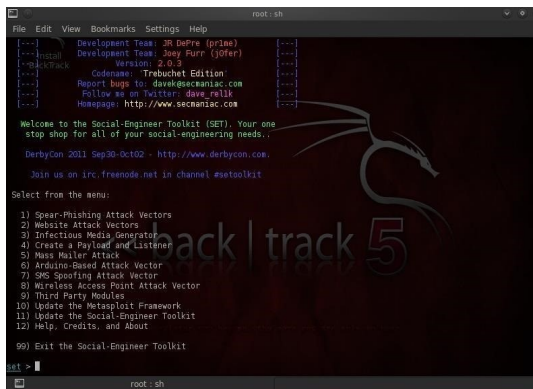 root : sh
File Edit View Bookmarks Settings Help
[---] Development Team: JR DePre (pr1me) [---]
[---] Development Team: Joey Furr (j0fer) [---]
[---] Version: 2.0.3 [---]
[---] Codename: 'Trebuchet Edition' [---]
[---] Report bugs to: davek@secmaniac.com [---]
[---] Follow me on Twitter: dave_rel1k [---]
[---] Homepage: http://www.secmaniac.com [---]
Install
BackTrack
Welcome to the Social-Engineer Toolkit (SET). Your one
stop shop for all of your social-engineering needs..
DerbyCon 2011 Sep30-Oct02 - http://www.derbycon.com.
Join us on irc.freenode.net in channel #setoolkit
Select from the menu:
1) Spear-Phishing Attack Vectors
2) Website Attack Vectors
3) Infectious Media Generator
4) Create a Payload and Listener
5) Mass Mailer Attack
6) Arduino-Based Attack Vector
7) SMS Spoofing Attack Vector
8) Wireless Access Point Attack Vector
9) Third Party Modules
10) Update the Metasploit Framework
11) Update the Social-Engineer Toolkit
12) Help, Credits, and About
99) Exit the Social-Engineer Toolkit
set >
back | track 5
root : sh